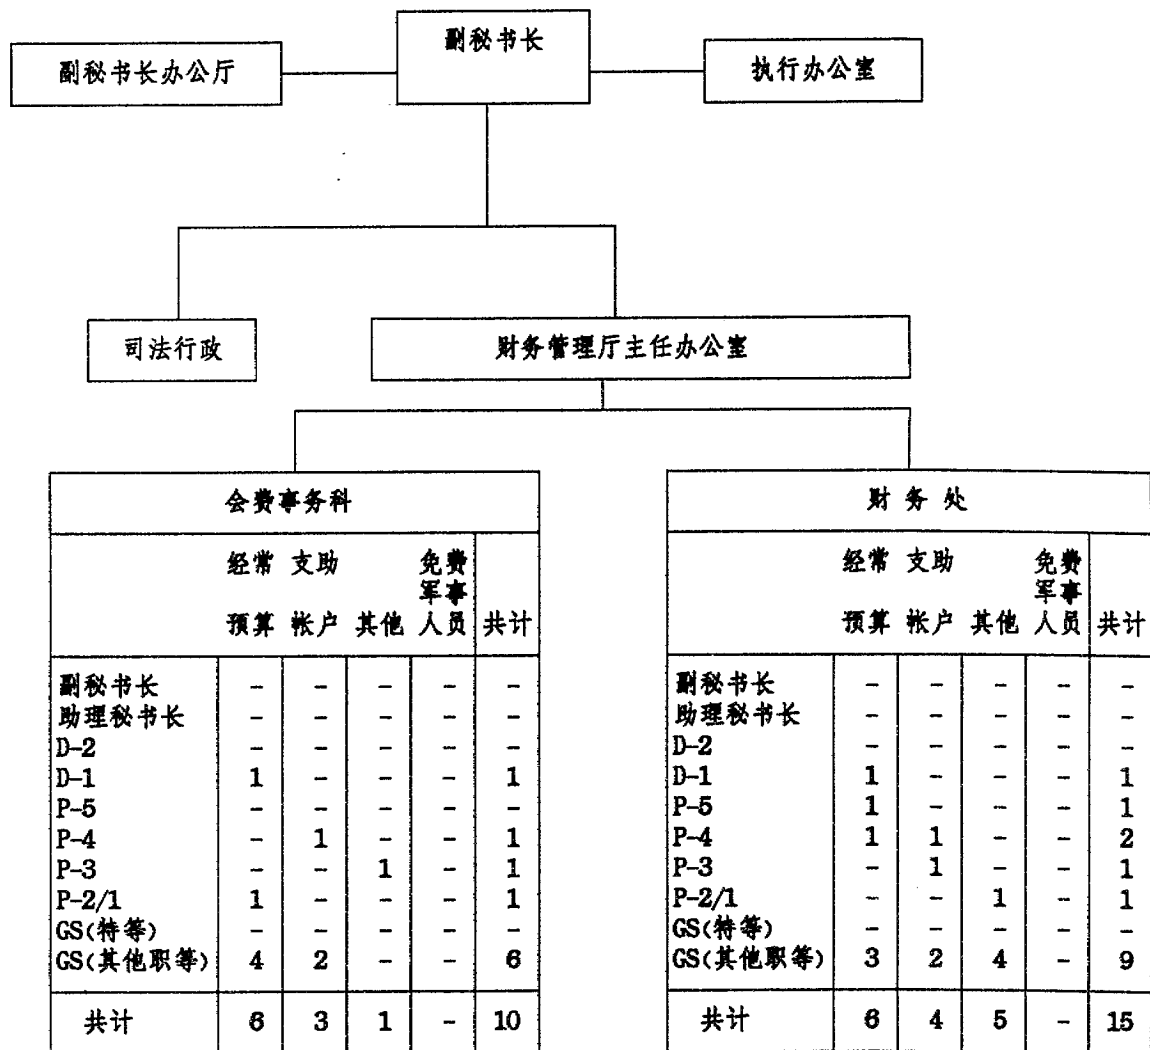 副秘书长
副秘书长办公厅
执行办公室
司法行政
财务管理厅主任办公室
会费事务科
经常 支助 免费
军事
预算 帐户 其他 人员 共计
副秘书长 - - - - -
助理秘书长 - - - - -
D-2 - - - - -
D-1 1 - - - 1
P-5 - - - - -
P-4 - 1 - - 1
P-3 - - 1 - 1
P-2/1 1 - - - 1
GS(特等) - - - - -
GS(其他职等) 4 2 - - 6
共计 6 3 1 - 10
财务处
经常 支助 免费
军事
预算 帐户 其他 人员 共计
副秘书长 - - - - -
助理秘书长 - - - - -
D-2 - - - - -
D-1 1 - - - 1
P-5 1 - - - 1
P-4 1 1 - - 2
P-3 - 1 - - 1
P-2/1 - - 1 - 1
GS(特等) - - - - -
GS(其他职等) 3 2 4 - 9
共计 6 4 5 - 15